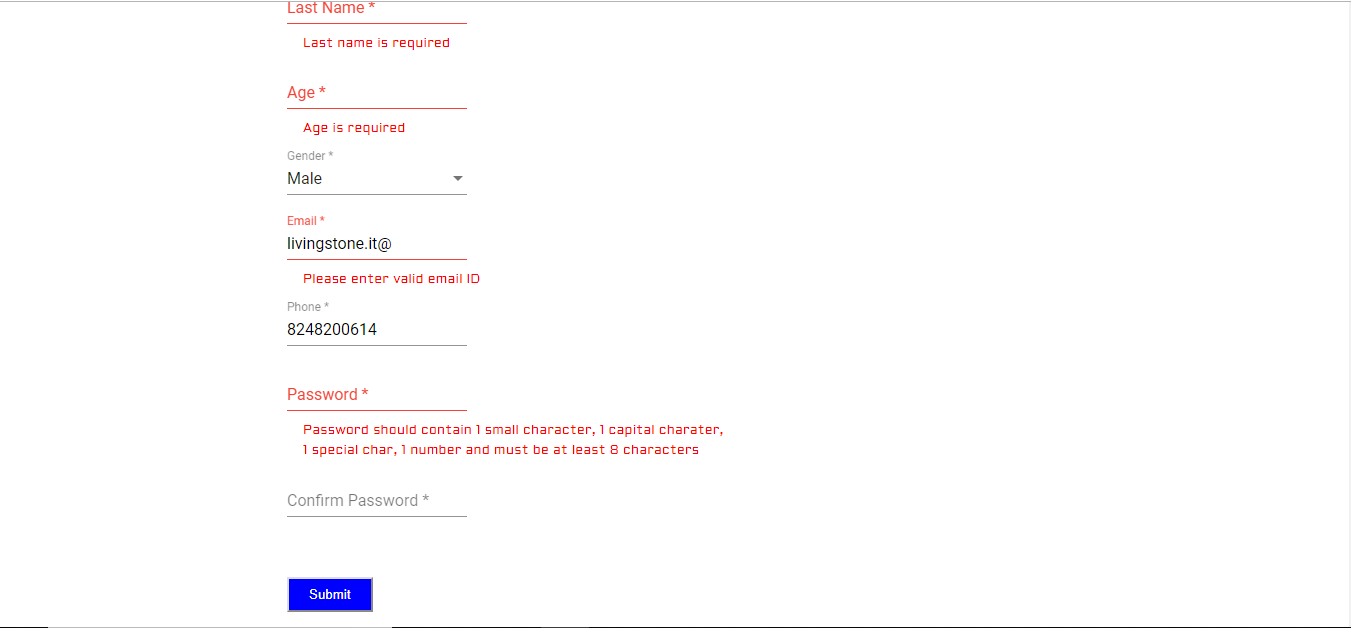 Last Name *
Last name is required
Age *
Age is required
Gender *
Male
Email *
livingstone.it@
Please enter valid email ID
Phone *
8248200614
Password *
Password should contain 1 small character, 1 capital charater,
1 special char, 1 number and must be at least 8 characters
Confirm Password *
Submit